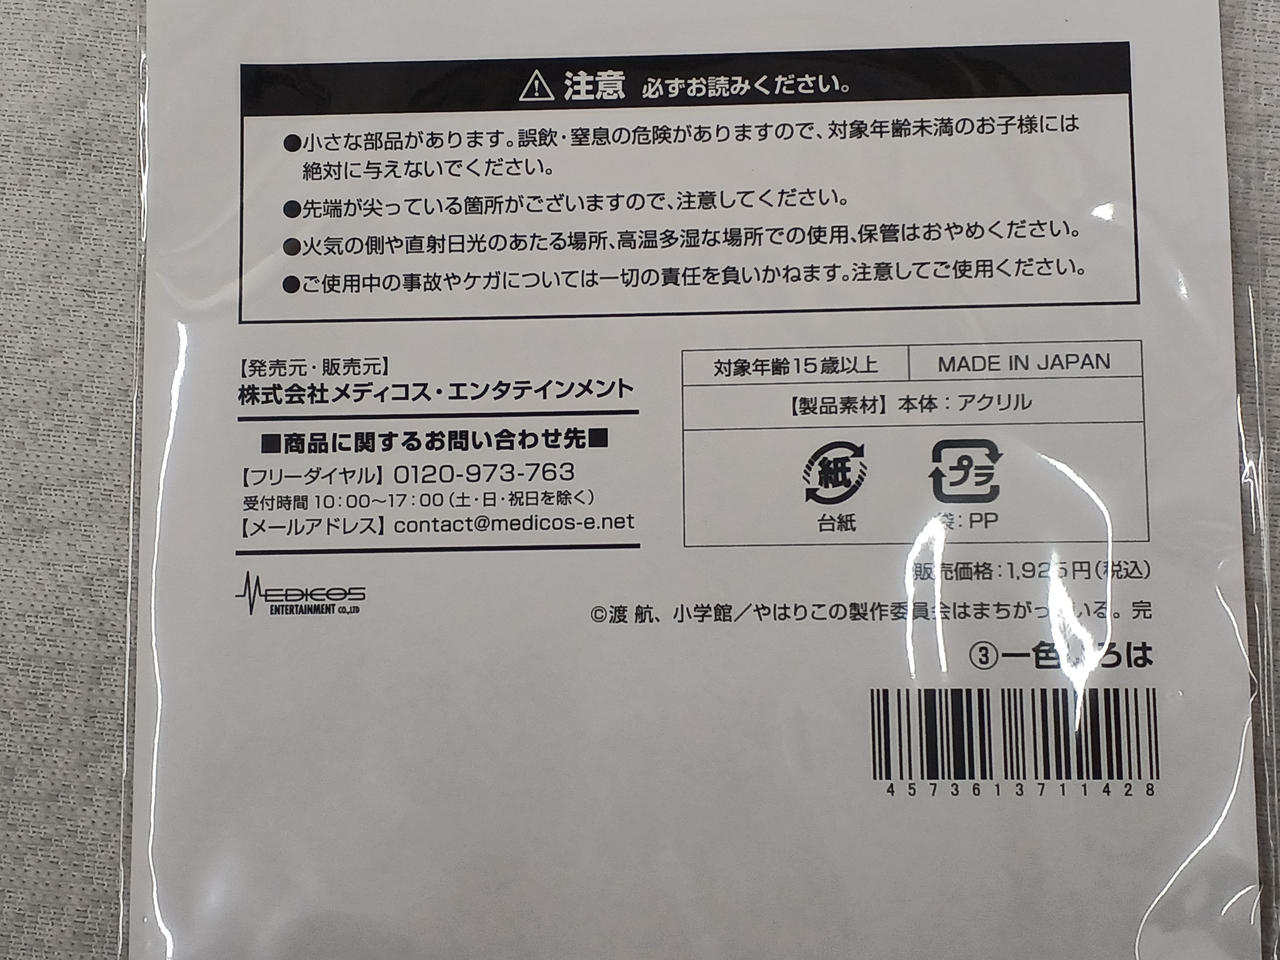 注意 必ずお読みください。
●小さな部品があります。誤飲・窒息の危険がありますので、対象年齢未満のお子様には
絶対に与えないでください。
●先端が尖っている箇所がございますので、注意してください。
●火気の側や直射日光のあたる場所、高温多湿な場所での使用、保管はおやめください。
●ご使用中の事故やケガについては一切の責任を負いかねます。注意してご使用ください。
【発売元・販売元】
株式会社メディコス・エンタテインメント
■商品に関するお問い合わせ先■
【フリーダイヤル】0120-973-763
受付時間 10:00〜17:00(土・日・祝日を除く)
【メールアドレス】contact@medicos-e.net
MEDICOS
ENTERTAINMENT CO.,LTD
対象年齢15歳以上 MADE IN JAPAN
【製品素材】本体：アクリル
紙 プラ
台紙 袋：PP
販売価格：1,925円(税込)
©渡 航、小学館／やはりこの製作委員会はまちがっている。完
③一色いろは
4573613711428